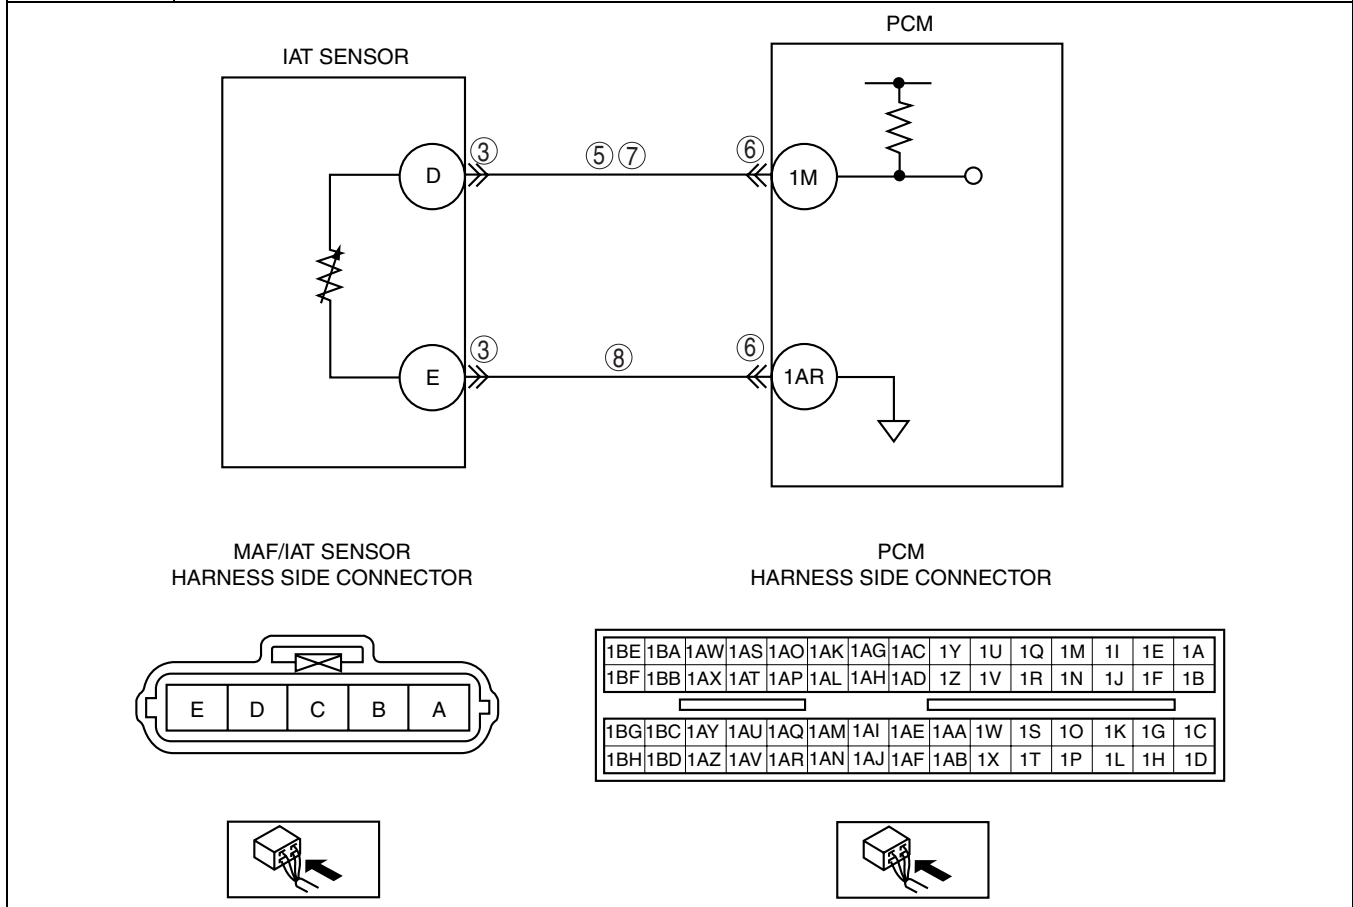 PCM
IAT SENSOR
③ ⑤⑦ ⑥
D 1M
③ ⑧ ⑥
E 1AR
MAF/IAT SENSOR
HARNESS SIDE CONNECTOR
PCM
HARNESS SIDE CONNECTOR
E D C B A
1BE 1BA 1AW 1AS 1AO 1AK 1AG 1AC 1Y 1U 1Q 1M 1I 1E 1A
1BF 1BB 1AX 1AT 1AP 1AL 1AH 1AD 1Z 1V 1R 1N 1J 1F 1B
1BG 1BC 1AY 1AU 1AQ 1AM 1AI 1AE 1AA 1W 1S 1O 1K 1G 1C
1BH 1BD 1AZ 1AV 1AR 1AN 1AJ 1AF 1AB 1X 1T 1P 1L 1H 1D